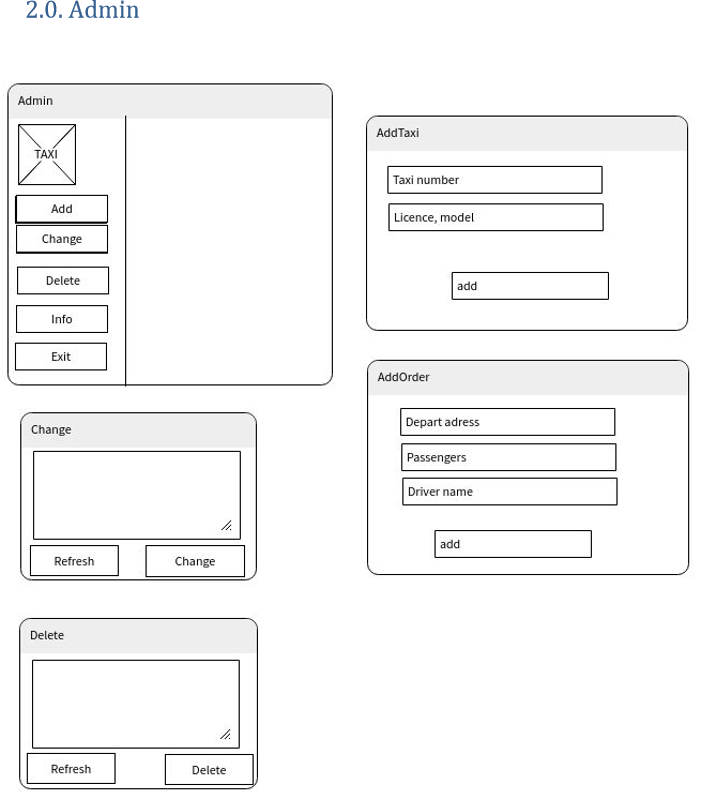 2.0. Admin
Admin
TAXI
Add
Change
Delete
Info
Exit
AddTaxi
Taxi number
Licence, model
add
AddOrder
Depart adress
Passengers
Driver name
add
Change
Refresh
Change
Delete
Refresh
Delete